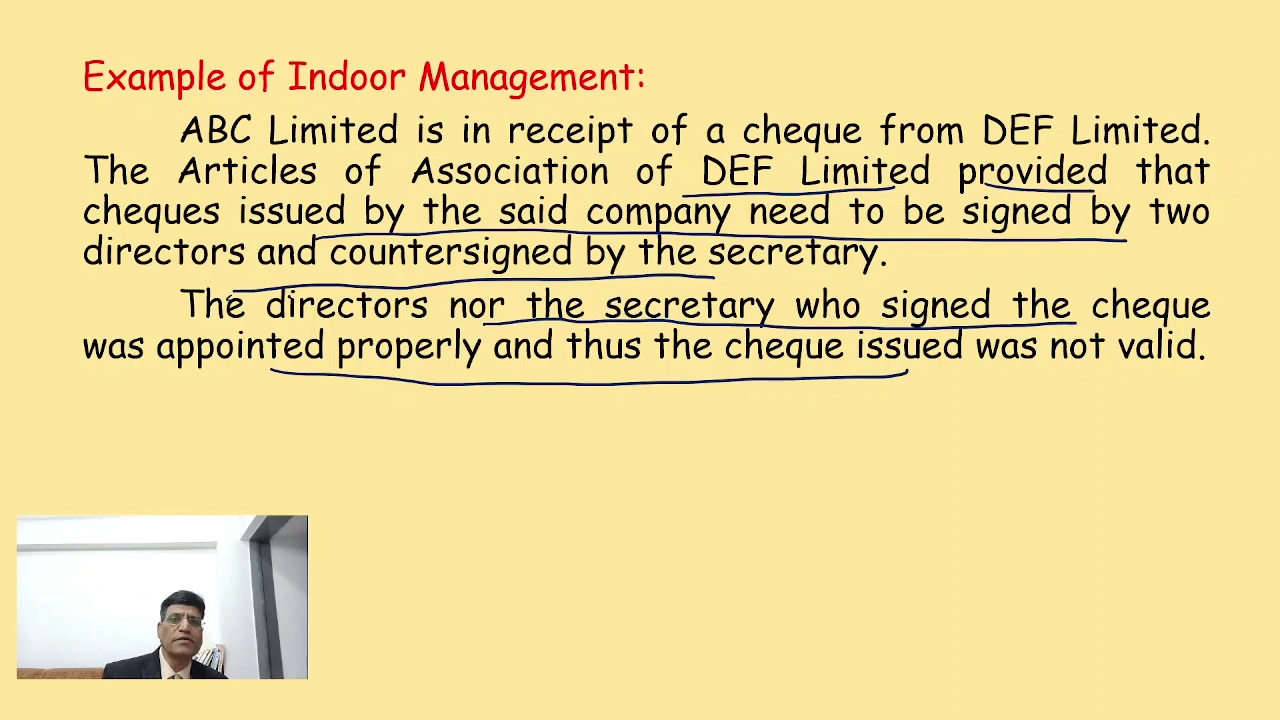 Example of Indoor Management:
ABC Limited is in receipt of a cheque from DEF Limited.
The Articles of Association of DEF Limited provided that
cheques issued by the said company need to be signed by two
directors and countersigned by the secretary.
The directors nor the secretary who signed the cheque
was appointed properly and thus the cheque issued was not valid.